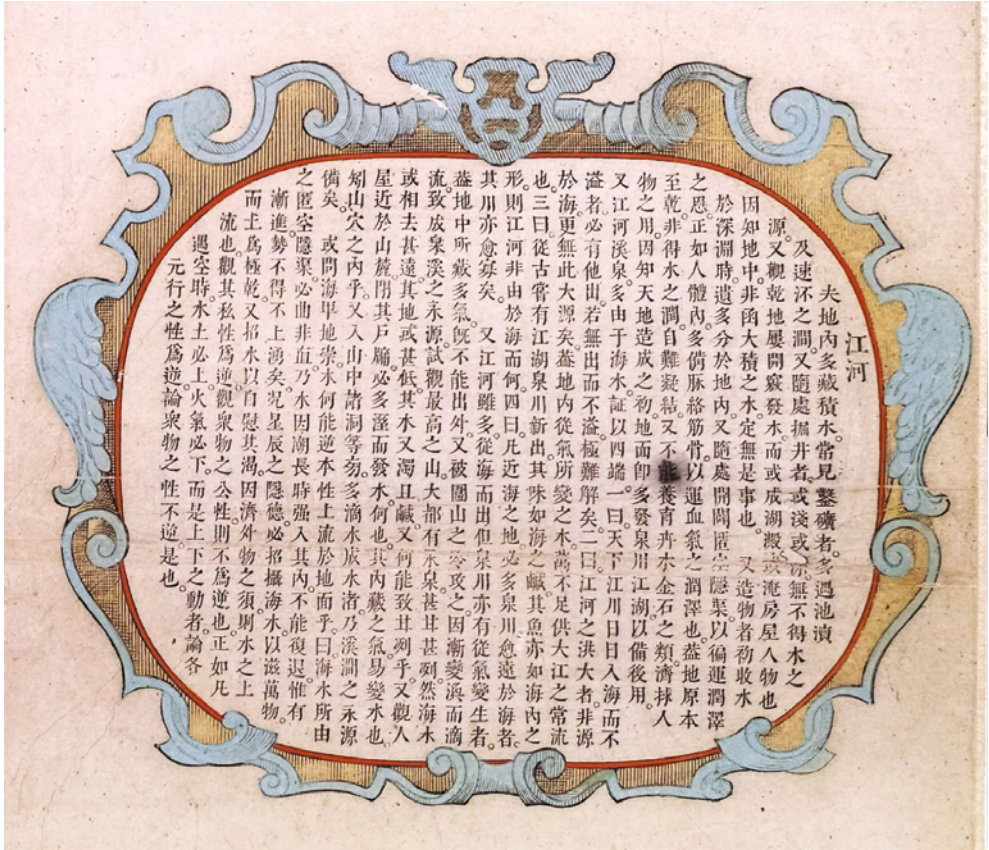 江河
夫地內多藏積水。常見鑿礦者。多過池瀆
及速沠之澗。又隨處掘井者。或淺或深。無不得水之
源。又觀乾地屢開竅發水。而或成湖澱。或淹房屋人物也
因知地中。非函大積之水。定無是事也　又造物者初收水
於深淵時。遺多分於地內。又隨處開闢匿空隱渠。以徧運潤澤
之恩。正如人體內。多備脉絡筋骨。以運血氣之潤澤也。葢地原本
至乾。非得水之潤。自難凝結。又不能養育卉木金石之類。濟捄人
物之用。因知天地造成之初。地面卽多發泉川江湖。以備後用。
又江河溪泉。多由于海水。証以四端。一曰天下江川日日入海而不
溢者。必有他出。若無出而不溢。極難解矣。二曰江河之洪大者。非源
於海。更無此大源矣。葢地內從氣所變之水。萬不足供大江之常流
也。三曰從古嘗有江湖泉川新出。其味如海之鹹。其魚亦如海內之
形。則江河非由於海而何。四曰凡近海之地。必多泉川。愈遠於海者。
其川亦愈寡矣。　又江河雖多從海而出。但泉川亦有從氣變生者。
葢地中所藏多氣。旣不能出外。又被圍山之冷攻之。因漸變溼而滴
流。致成衆溪之永源。試觀最高之山。大都有永泉。甚甘甚冽。然海水
或相去甚遠。其地或甚低。其水又濁且鹹。又何能致甘冽乎。又觀人
屋近於山麓。閉其戶牖。必多溼而發水。何也。其內藏之氣易變水也。
矧山穴之內乎。又入山中諸洞等窌。多滴水成水渚。乃溪澗之永源
備矣。　或問海卑地崇。水何能逆本性上流於地面乎。曰海水所由
之匿空隱渠。必曲非直。乃水因潮長時强入其內。不能復退。惟有
漸進。勢不得不上湧矣。況星辰之隱德。必招攝海水以滋萬物。
而土爲極乾。又招水以自慰其渴。因濟外物之須。則水之上
流也。觀其私性爲逆。觀衆物之公性。則不爲逆也。正如凡
遇空時。水土必上。火氣必下。而是上下之動者。論各
元行之性爲逆。論衆物之性不逆。是也。